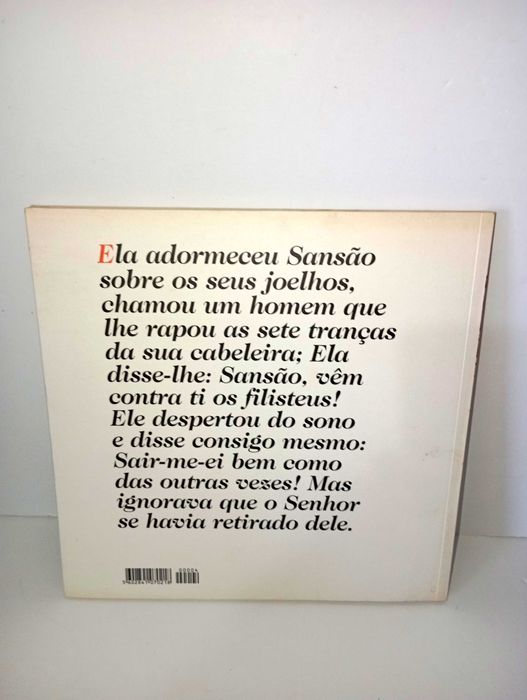 Ela adormeceu Sansão
sobre os seus joelhos,
chamou um homem que
lhe rapou as sete tranças
da sua cabeleira; Ela
disse-lhe: Sansão, vêm
contra ti os filisteus!
Ele despertou do sono
e disse consigo mesmo:
Sair-me-ei bem como
das outras vezes! Mas
ignorava que o Senhor
se havia retirado dele.
00004
5602841070218